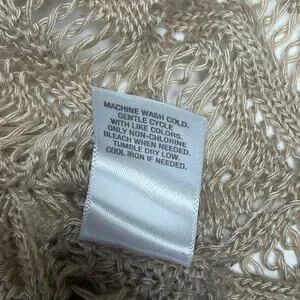 MACHINE WASH COLD.
GENTLE CYCLE
WITH LIKE COLORS.
ONLY NON-CHLORINE
BLEACH WHEN NEEDED.
TUMBLE DRY LOW.
COOL IRON IF NEEDED.